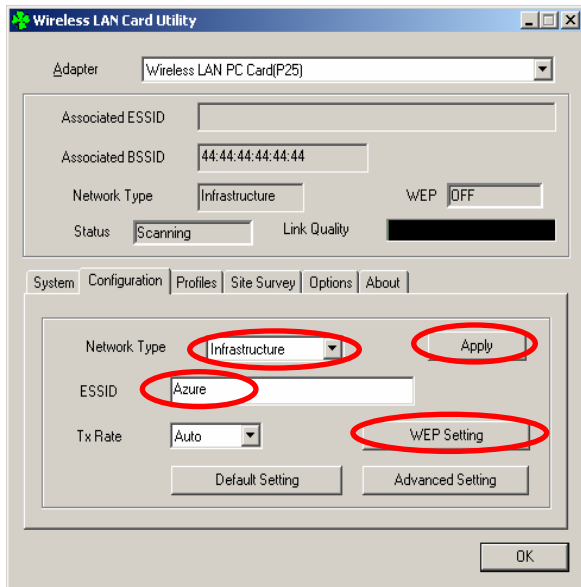 Wireless LAN Card Utility
Adapter Wireless LAN PC Card(P25)
Associated ESSID
Associated BSSID 44:44:44:44:44:44
Network Type Infrastructure WEP OFF
Status Scanning Link Quality
System Configuration Profiles Site Survey Options About
Network Type Infrastructure Apply
ESSID Azure
Tx Rate Auto WEP Setting
Default Setting Advanced Setting
OK